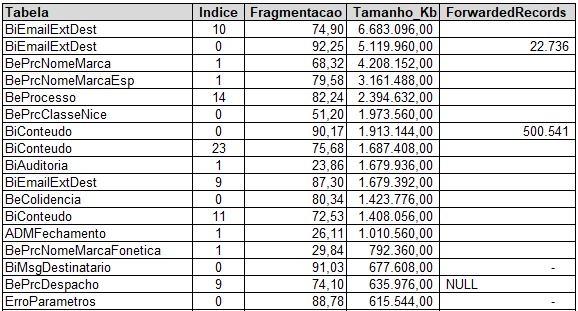 Tabela Indice Fragmentacao Tamanho_Kb ForwardedRecords
BiEmailExtDest 10 74,90 6.683.096,00
BiEmailExtDest 0 92,25 5.119.960,00 22.736
BePrcNomeMarca 1 68,32 4.208.152,00
BePrcNomeMarcaEsp 1 79,58 3.161.488,00
BeProcesso 14 82,24 2.394.632,00
BePrcClasseNice 0 51,20 1.973.560,00
BiConteudo 0 90,17 1.913.144,00 500.541
BiConteudo 23 75,68 1.687.408,00
BiAuditoria 1 23,86 1.679.936,00
BiEmailExtDest 9 87,30 1.679.392,00
BeColidencia 0 80,34 1.423.776,00
BiConteudo 11 72,53 1.408.056,00
ADMFechamento 1 26,11 1.010.560,00
BePrcNomeMarcaFonetica 1 29,84 792.360,00
BiMsgDestinatario 0 91,03 677.608,00 -
BePrcDespacho 9 74,10 635.976,00 NULL
ErroParametros 0 88,78 615.544,00 -